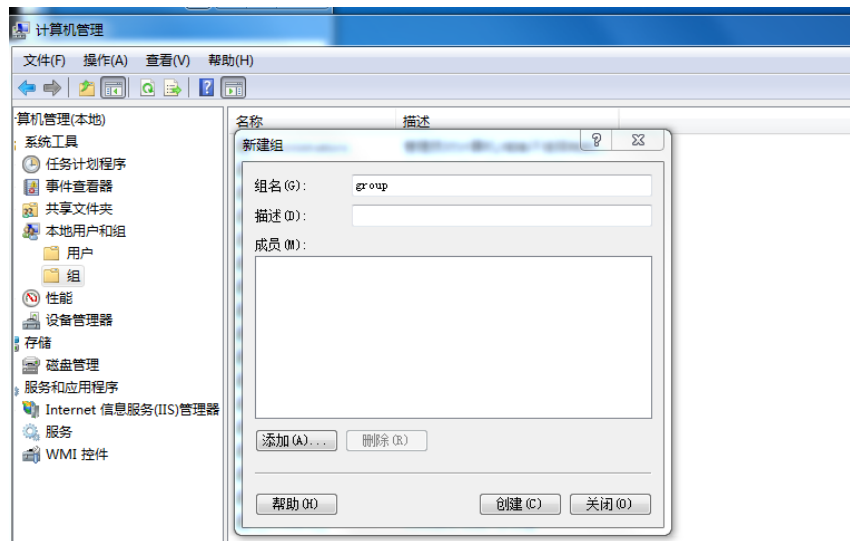 计算机管理
文件(F) 操作(A) 查看(V) 帮助(H)
算机管理(本地)
系统工具
任务计划程序
事件查看器
共享文件夹
本地用户和组
用户
组
性能
设备管理器
存储
磁盘管理
服务和应用程序
Internet 信息服务(IIS)管理器
服务
WMI 控件
名称 描述
新建组
组名(G): group
描述(D):
成员(M):
添加(A)... 删除(R)
帮助(H) 创建(C) 关闭(O)